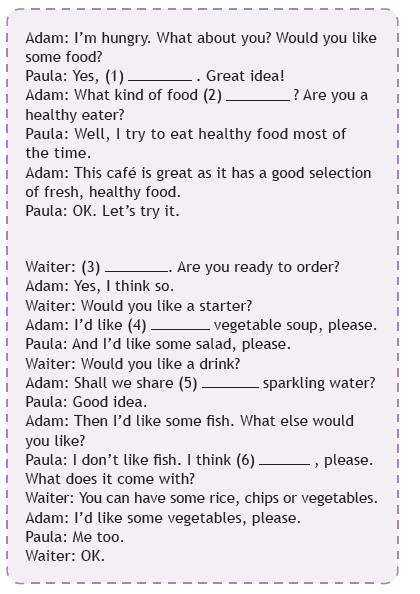 Adam: I'm hungry. What about you? Would you like
some food?
Paula: Yes, (1) ________ . Great idea!
Adam: What kind of food (2) ________ ? Are you a
healthy eater?
Paula: Well, I try to eat healthy food most of
the time.
Adam: This café is great as it has a good selection
of fresh, healthy food.
Paula: OK. Let's try it.
Waiter: (3) ________. Are you ready to order?
Adam: Yes, I think so.
Waiter: Would you like a starter?
Adam: I'd like (4) ________ vegetable soup, please.
Paula: And I'd like some salad, please.
Waiter: Would you like a drink?
Adam: Shall we share (5) ________ sparkling water?
Paula: Good idea.
Adam: Then I'd like some fish. What else would
you like?
Paula: I don't like fish. I think (6) _______ , please.
What does it come with?
Waiter: You can have some rice, chips or vegetables.
Adam: I'd like some vegetables, please.
Paula: Me too.
Waiter: OK.